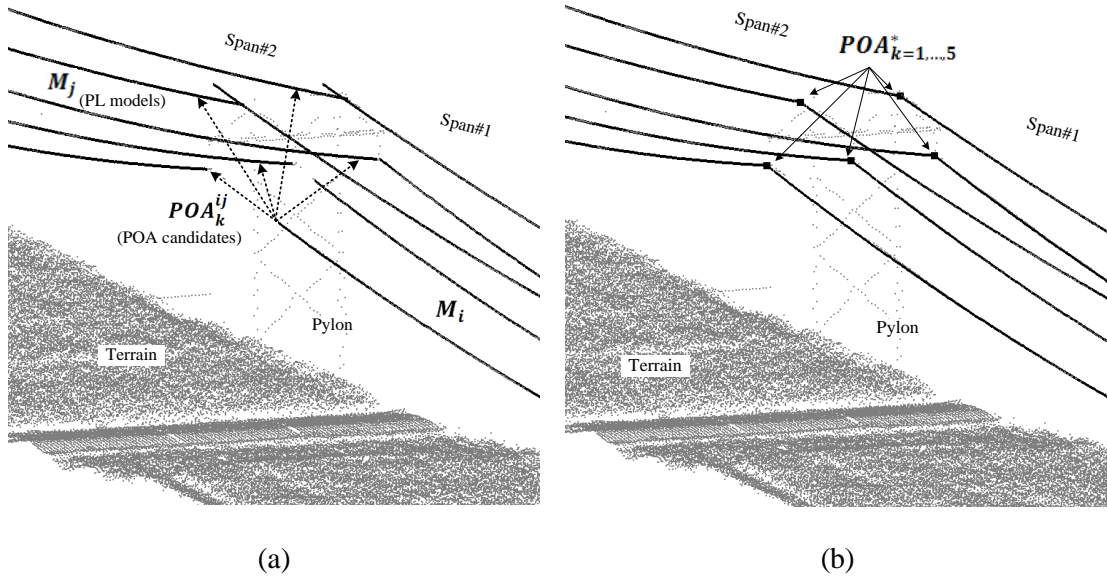 Span#2
M_j (PL models)
Span#1
POA_k^{ij}
(POA candidates)
M_i
Pylon
Terrain
(a)
Span#2
POA^*_{k=1,…,5}
Span#1
Pylon
Terrain
(b)